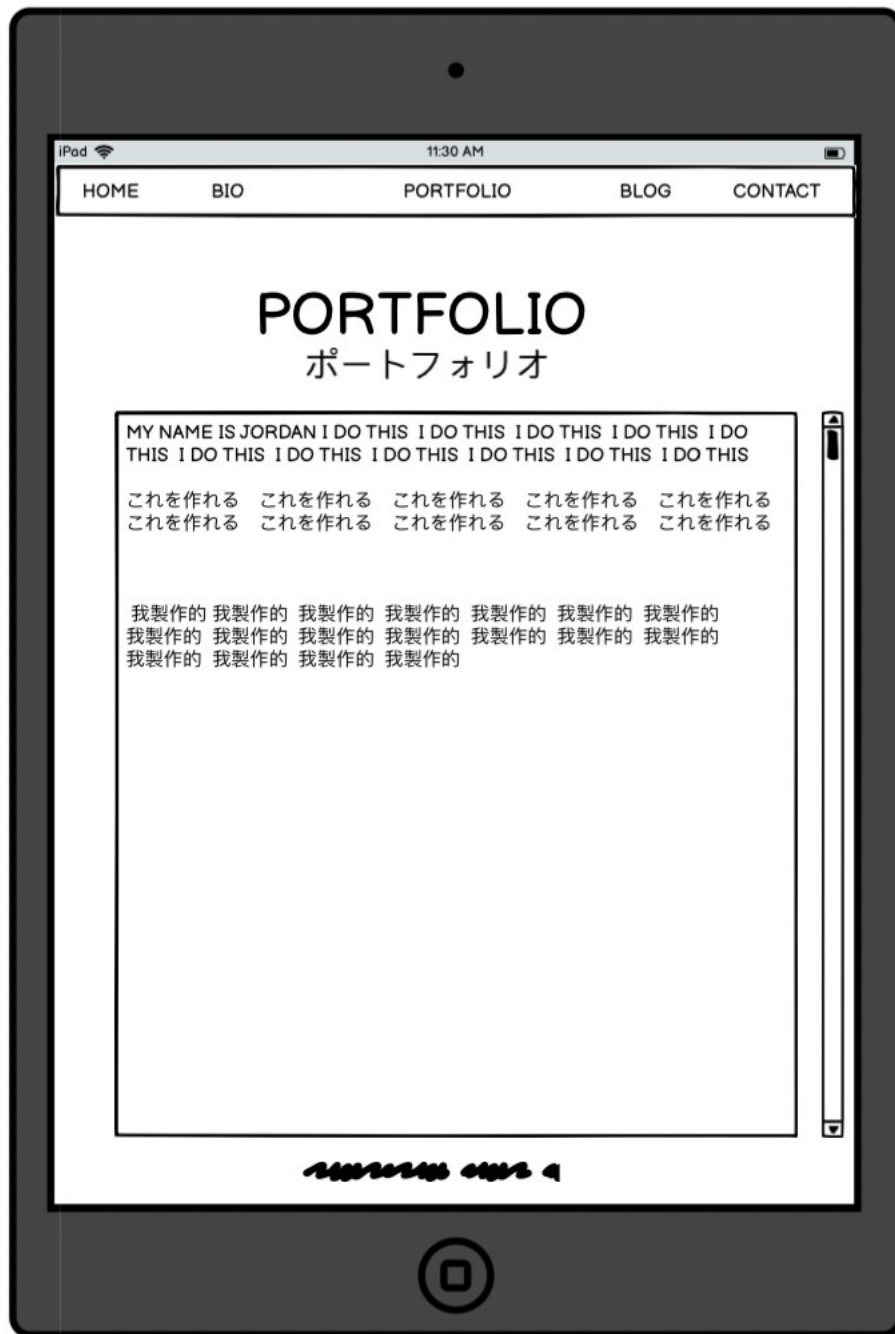 iPad 11:30 AM
HOME BIO PORTFOLIO BLOG CONTACT
PORTFOLIO
ポートフォリオ
MY NAME IS JORDAN I DO THIS I DO THIS I DO THIS I DO THIS I DO
THIS I DO THIS I DO THIS I DO THIS I DO THIS I DO THIS I DO THIS
これを作れる これを作れる これを作れる これを作れる これを作れる
これを作れる これを作れる これを作れる これを作れる これを作れる
我製作的 我製作的 我製作的 我製作的 我製作的 我製作的 我製作的
我製作的 我製作的 我製作的 我製作的 我製作的 我製作的 我製作的
我製作的 我製作的 我製作的 我製作的